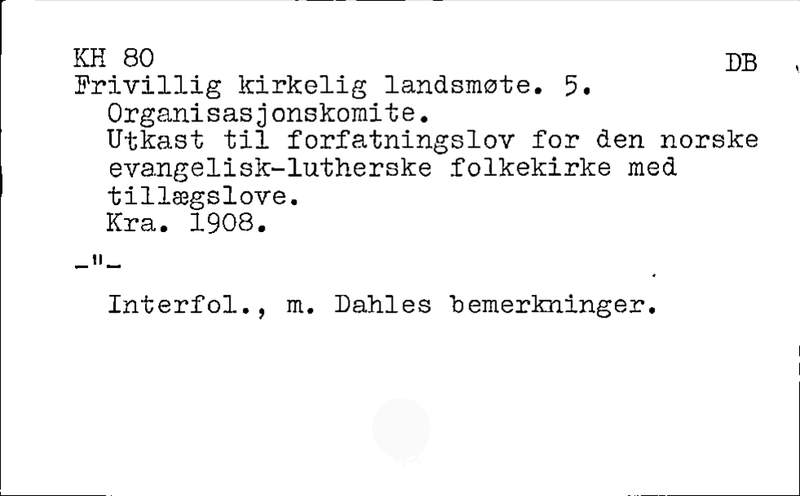 KH 80
DB
Frivillig kirkelig landsmøte. 5.
Organisasjonskomite.
Utkast til forfatningslov for den norske
evangelisk-lutherske folkekirke med
tillægslove.
Kra. 1908.
_"_
Interfol., m. Dahles bemerkninger.